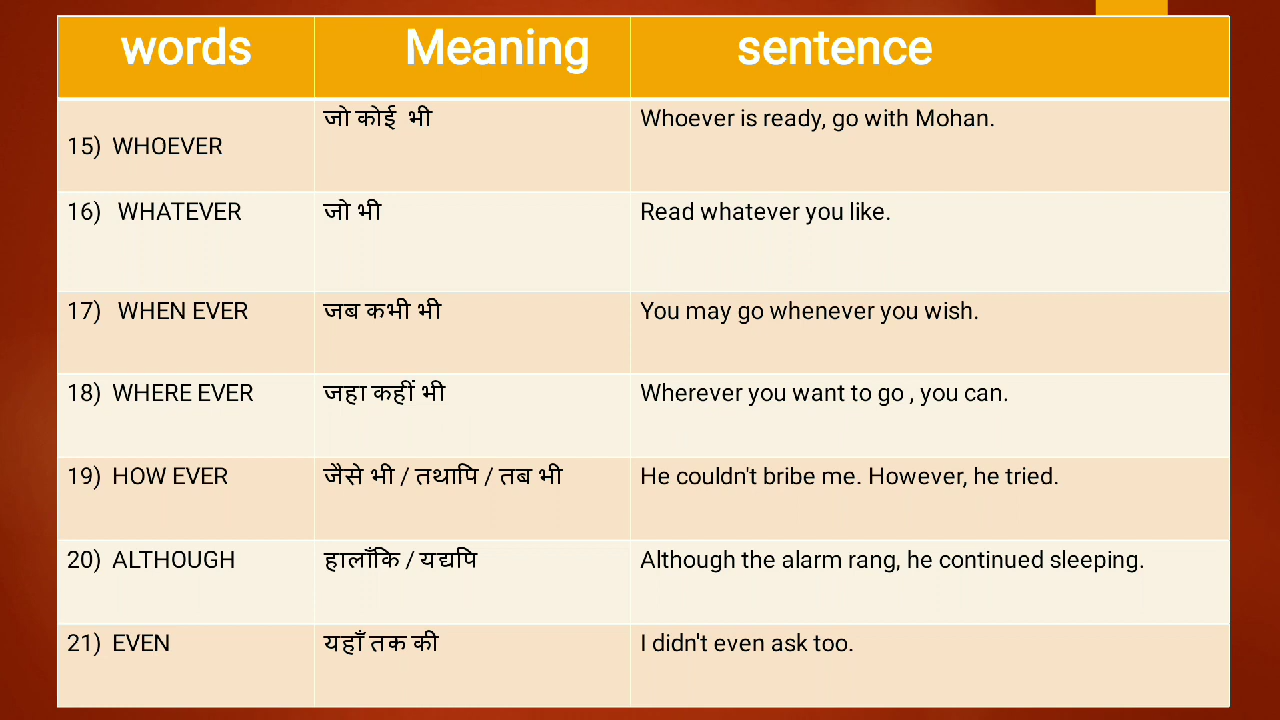 words Meaning sentence
15) WHOEVER जो कोई भी Whoever is ready, go with Mohan.
16) WHATEVER जो भी Read whatever you like.
17) WHEN EVER जब कभी भी You may go whenever you wish.
18) WHERE EVER जहा कहीं भी Wherever you want to go , you can.
19) HOW EVER जैसे भी / तथापि / तब भी He couldn't bribe me. However, he tried.
20) ALTHOUGH हालाँकि / यद्यपि Although the alarm rang, he continued sleeping.
21) EVEN यहाँ तक की I didn't even ask too.